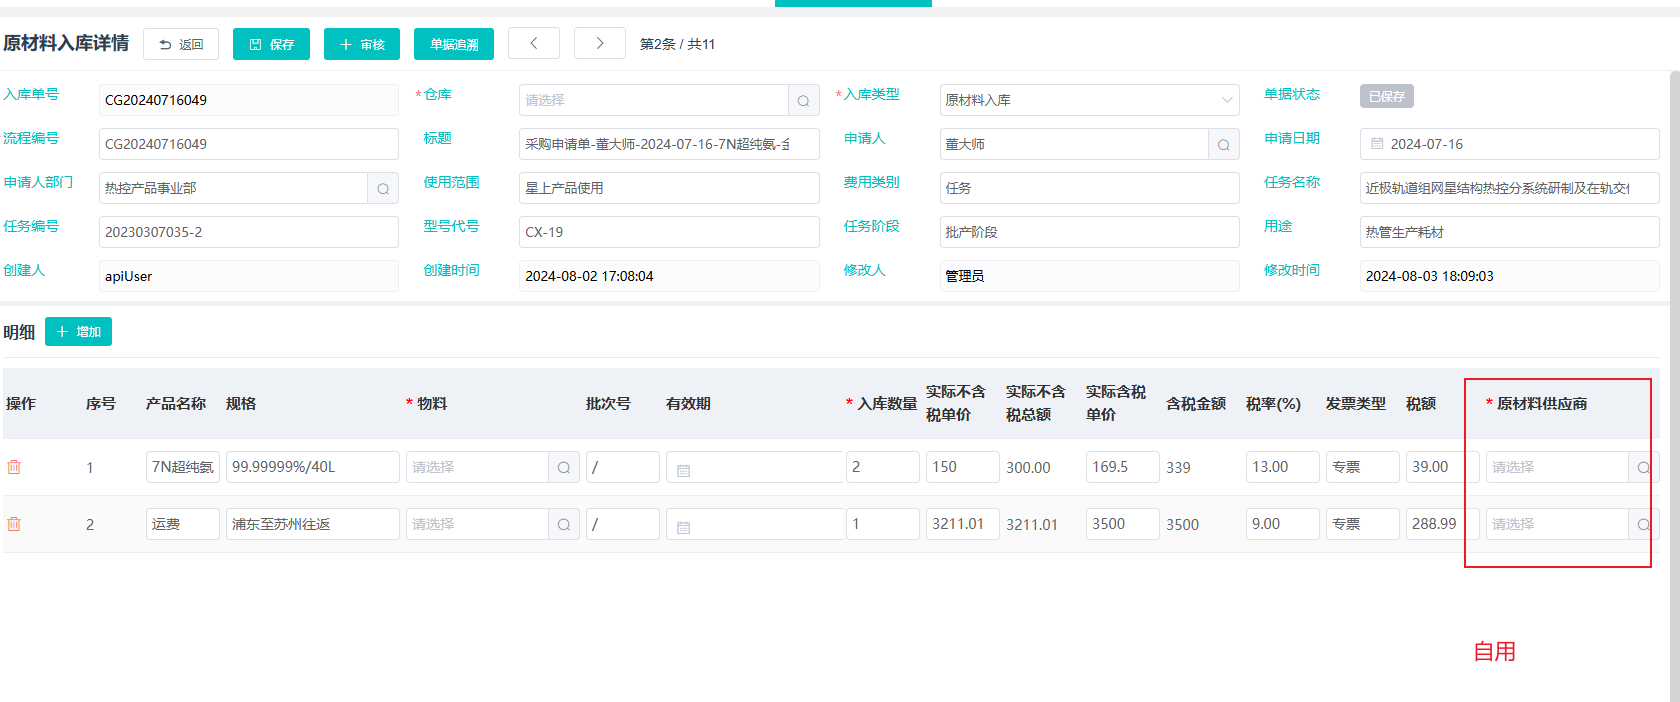 原材料入库详情 返回 保存 审核 单据追溯 第2条 / 共11
入库单号 CG20240716049 * 仓库 请选择 * 入库类型 原材料入库 单据状态 已保存
流程编号 CG20240716049 标题 采购申请单-董大师-2024-07-16-7N超纯氨- 申请人 董大师 申请日期 2024-07-16
申请人部门 热控产品事业部 使用范围 星上产品使用 费用类别 任务 任务名称 近极轨道组网星结构热控分系统研制及在轨交
任务编号 20230307035-2 型号代号 CX-19 任务阶段 批产阶段 用途 热管生产耗材
创建人 apiUser 创建时间 2024-08-02 17:08:04 修改人 管理员 修改时间 2024-08-03 18:09:03
明细 增加
操作 序号 产品名称 规格 * 物料 批次号 有效期 * 入库数量 实际不含税单价 实际不含税总额 实际含税单价 含税金额 税率(%) 发票类型 税额 * 原材料供应商
1 7N超纯氨 99.99999%/40L 请选择 / 2 150 300.00 169.5 339 13.00 专票 39.00 请选择
2 运费 浦东至苏州往返 请选择 / 1 3211.01 3211.01 3500 3500 9.00 专票 288.99 请选择
自用